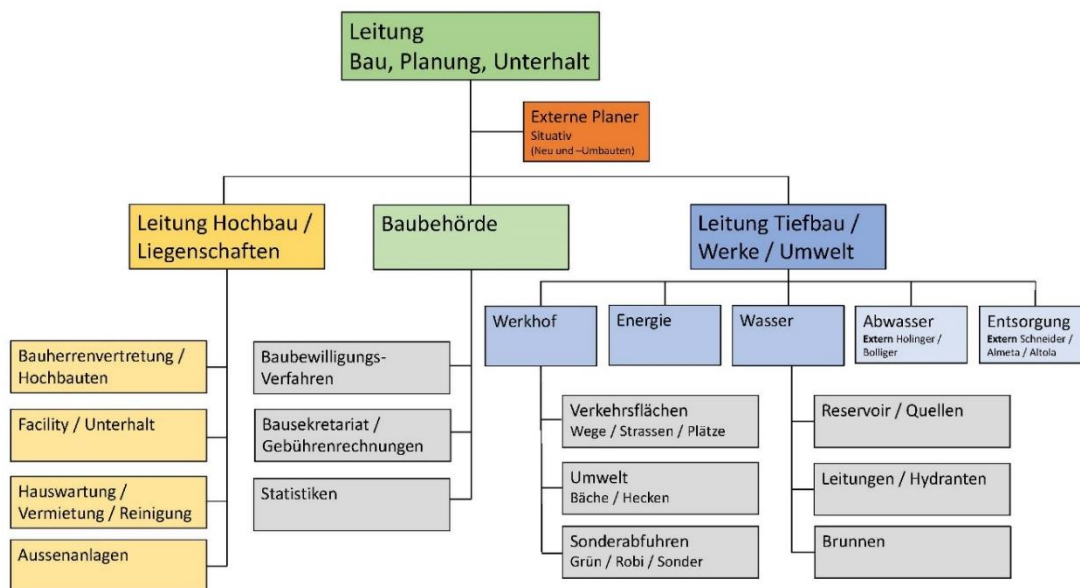 Leitung
Bau, Planung, Unterhalt
Externe Planer
Situativ
(Neu und –Umbauten)
Leitung Hochbau /
Liegenschaften
Baubehörde
Leitung Tiefbau /
Werke / Umwelt
Werkhof
Energie
Wasser
Abwasser
Extern Holinger /
Bolliger
Entsorgung
Extern Schneider /
Almeta / Altola
Bauherrenvertretung /
Hochbauten
Facility / Unterhalt
Hauswartung /
Vermietung / Reinigung
Aussenanlagen
Baubewilligungs-
Verfahren
Bausekretariat /
Gebührenrechnungen
Statistiken
Verkehrsflächen
Wege / Strassen / Plätze
Umwelt
Bäche / Hecken
Sonderabfuhren
Grün / Robi / Sonder
Reservoir / Quellen
Leitungen / Hydranten
Brunnen